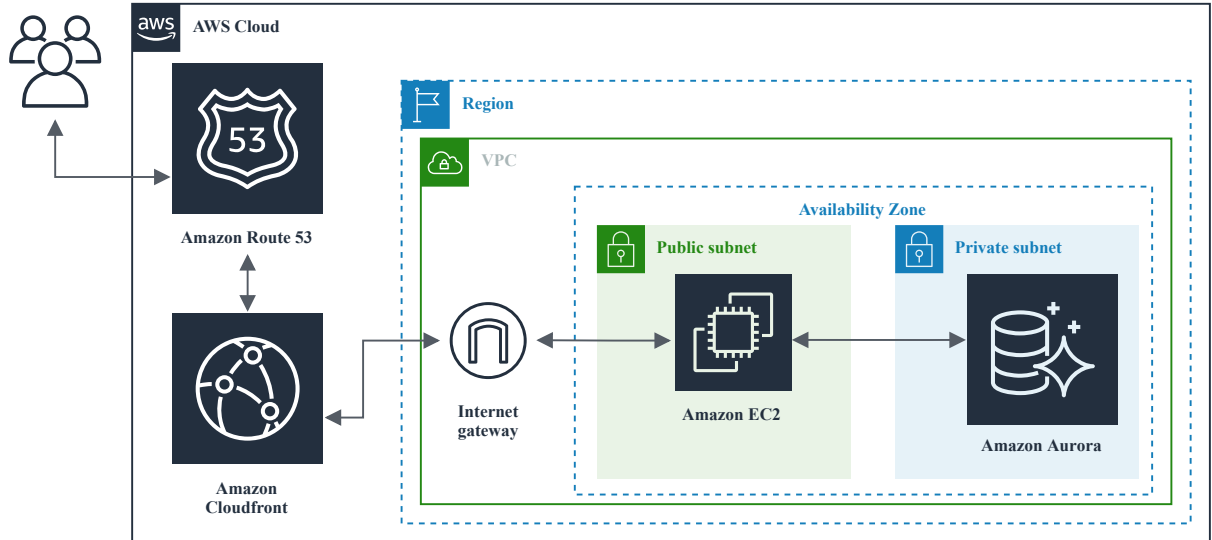 aws
AWS Cloud
53
Amazon Route 53
Region
VPC
Availability Zone
Public subnet
Private subnet
Amazon EC2
Internet
gateway
Amazon Aurora
Amazon
Cloudfront